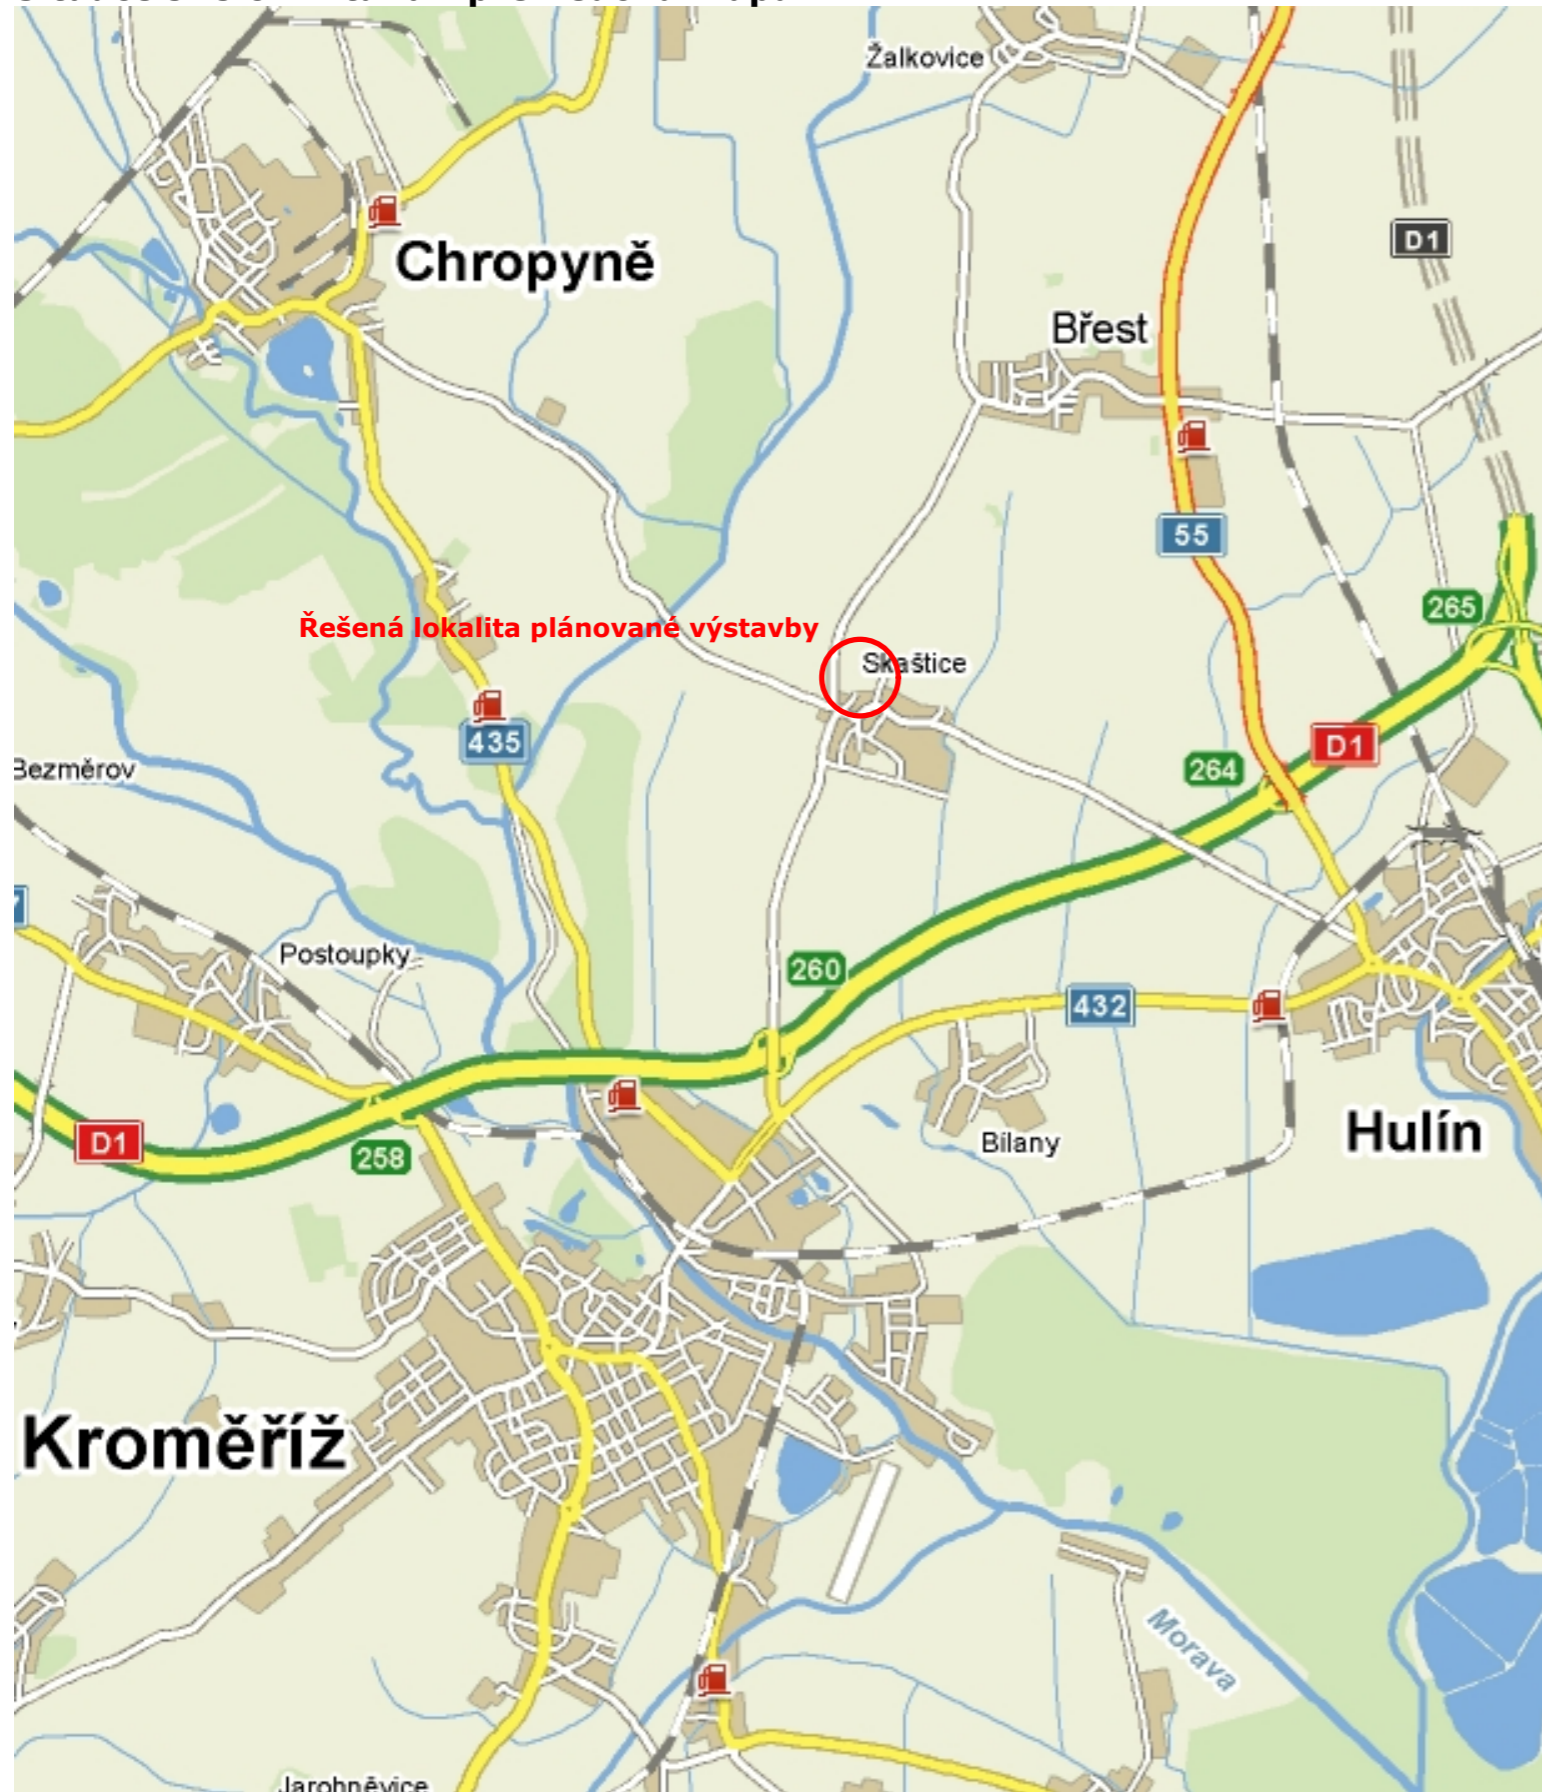 Žalkovice
D1
Chropyně
Břest
55
265
Řešená lokalita plánované výstavby
Skaštice
435
D1
264
Bezměrov
Postoupky
260
432
D1
258
Bílany
Hulín
Kroměříž
Morava
Jarohněvice